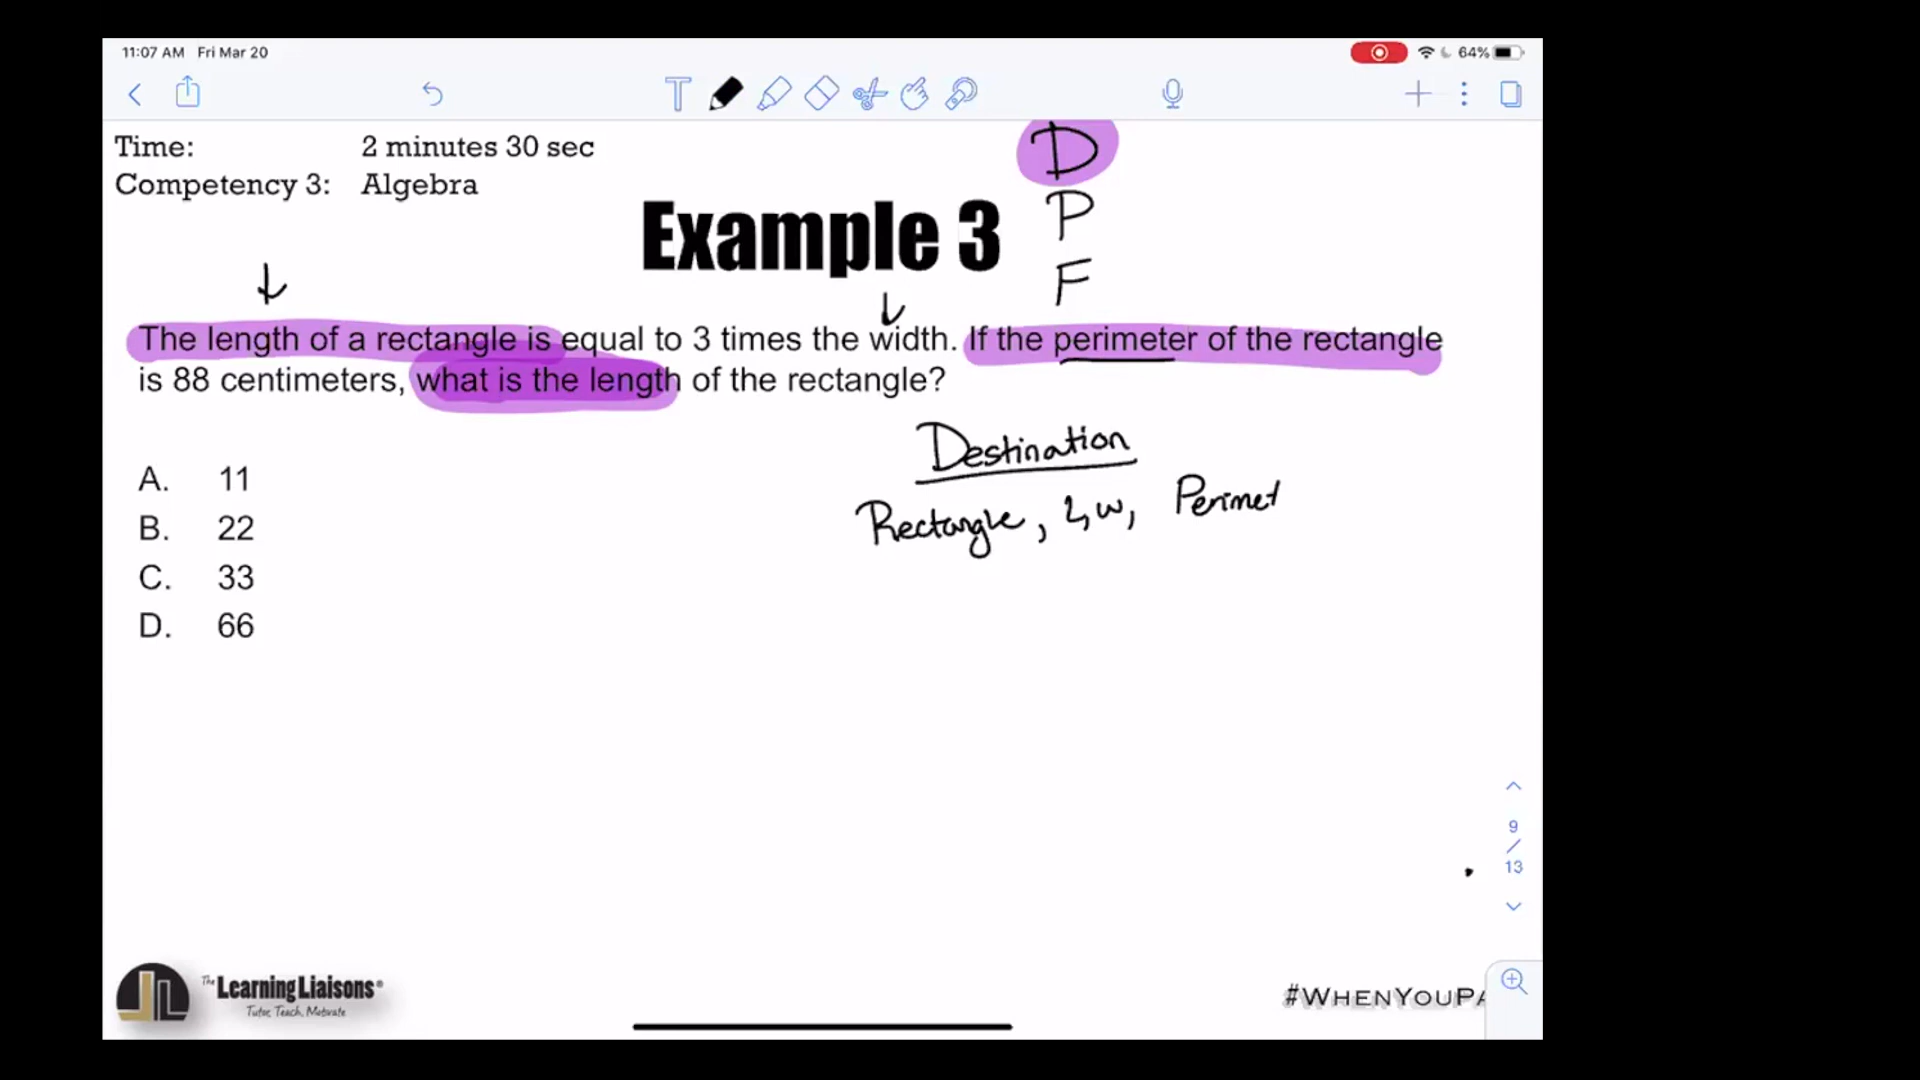 11:07 AM Fri Mar 20
64%
Time: 2 minutes 30 sec
Competency 3: Algebra
D
P
F
Example 3
The length of a rectangle is equal to 3 times the width. If the perimeter of the rectangle
is 88 centimeters, what is the length of the rectangle?
Destination
Rectangle, L, w, Perimet
A. 11
B. 22
C. 33
D. 66
9
/
13
The Learning Liaisons®
Tutor, Teach, Motivate
#WHENYOUPA